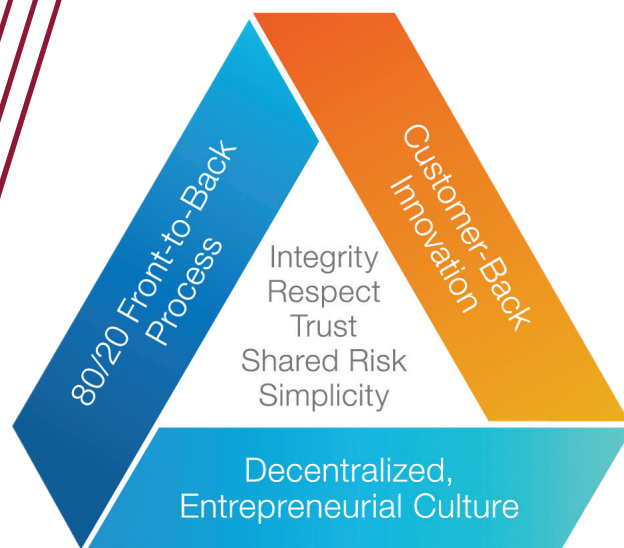 80/20 Front-to-Back
Process
Customer-Back
Innovation
Integrity
Respect
Trust
Shared Risk
Simplicity
Decentralized,
Entrepreneurial Culture